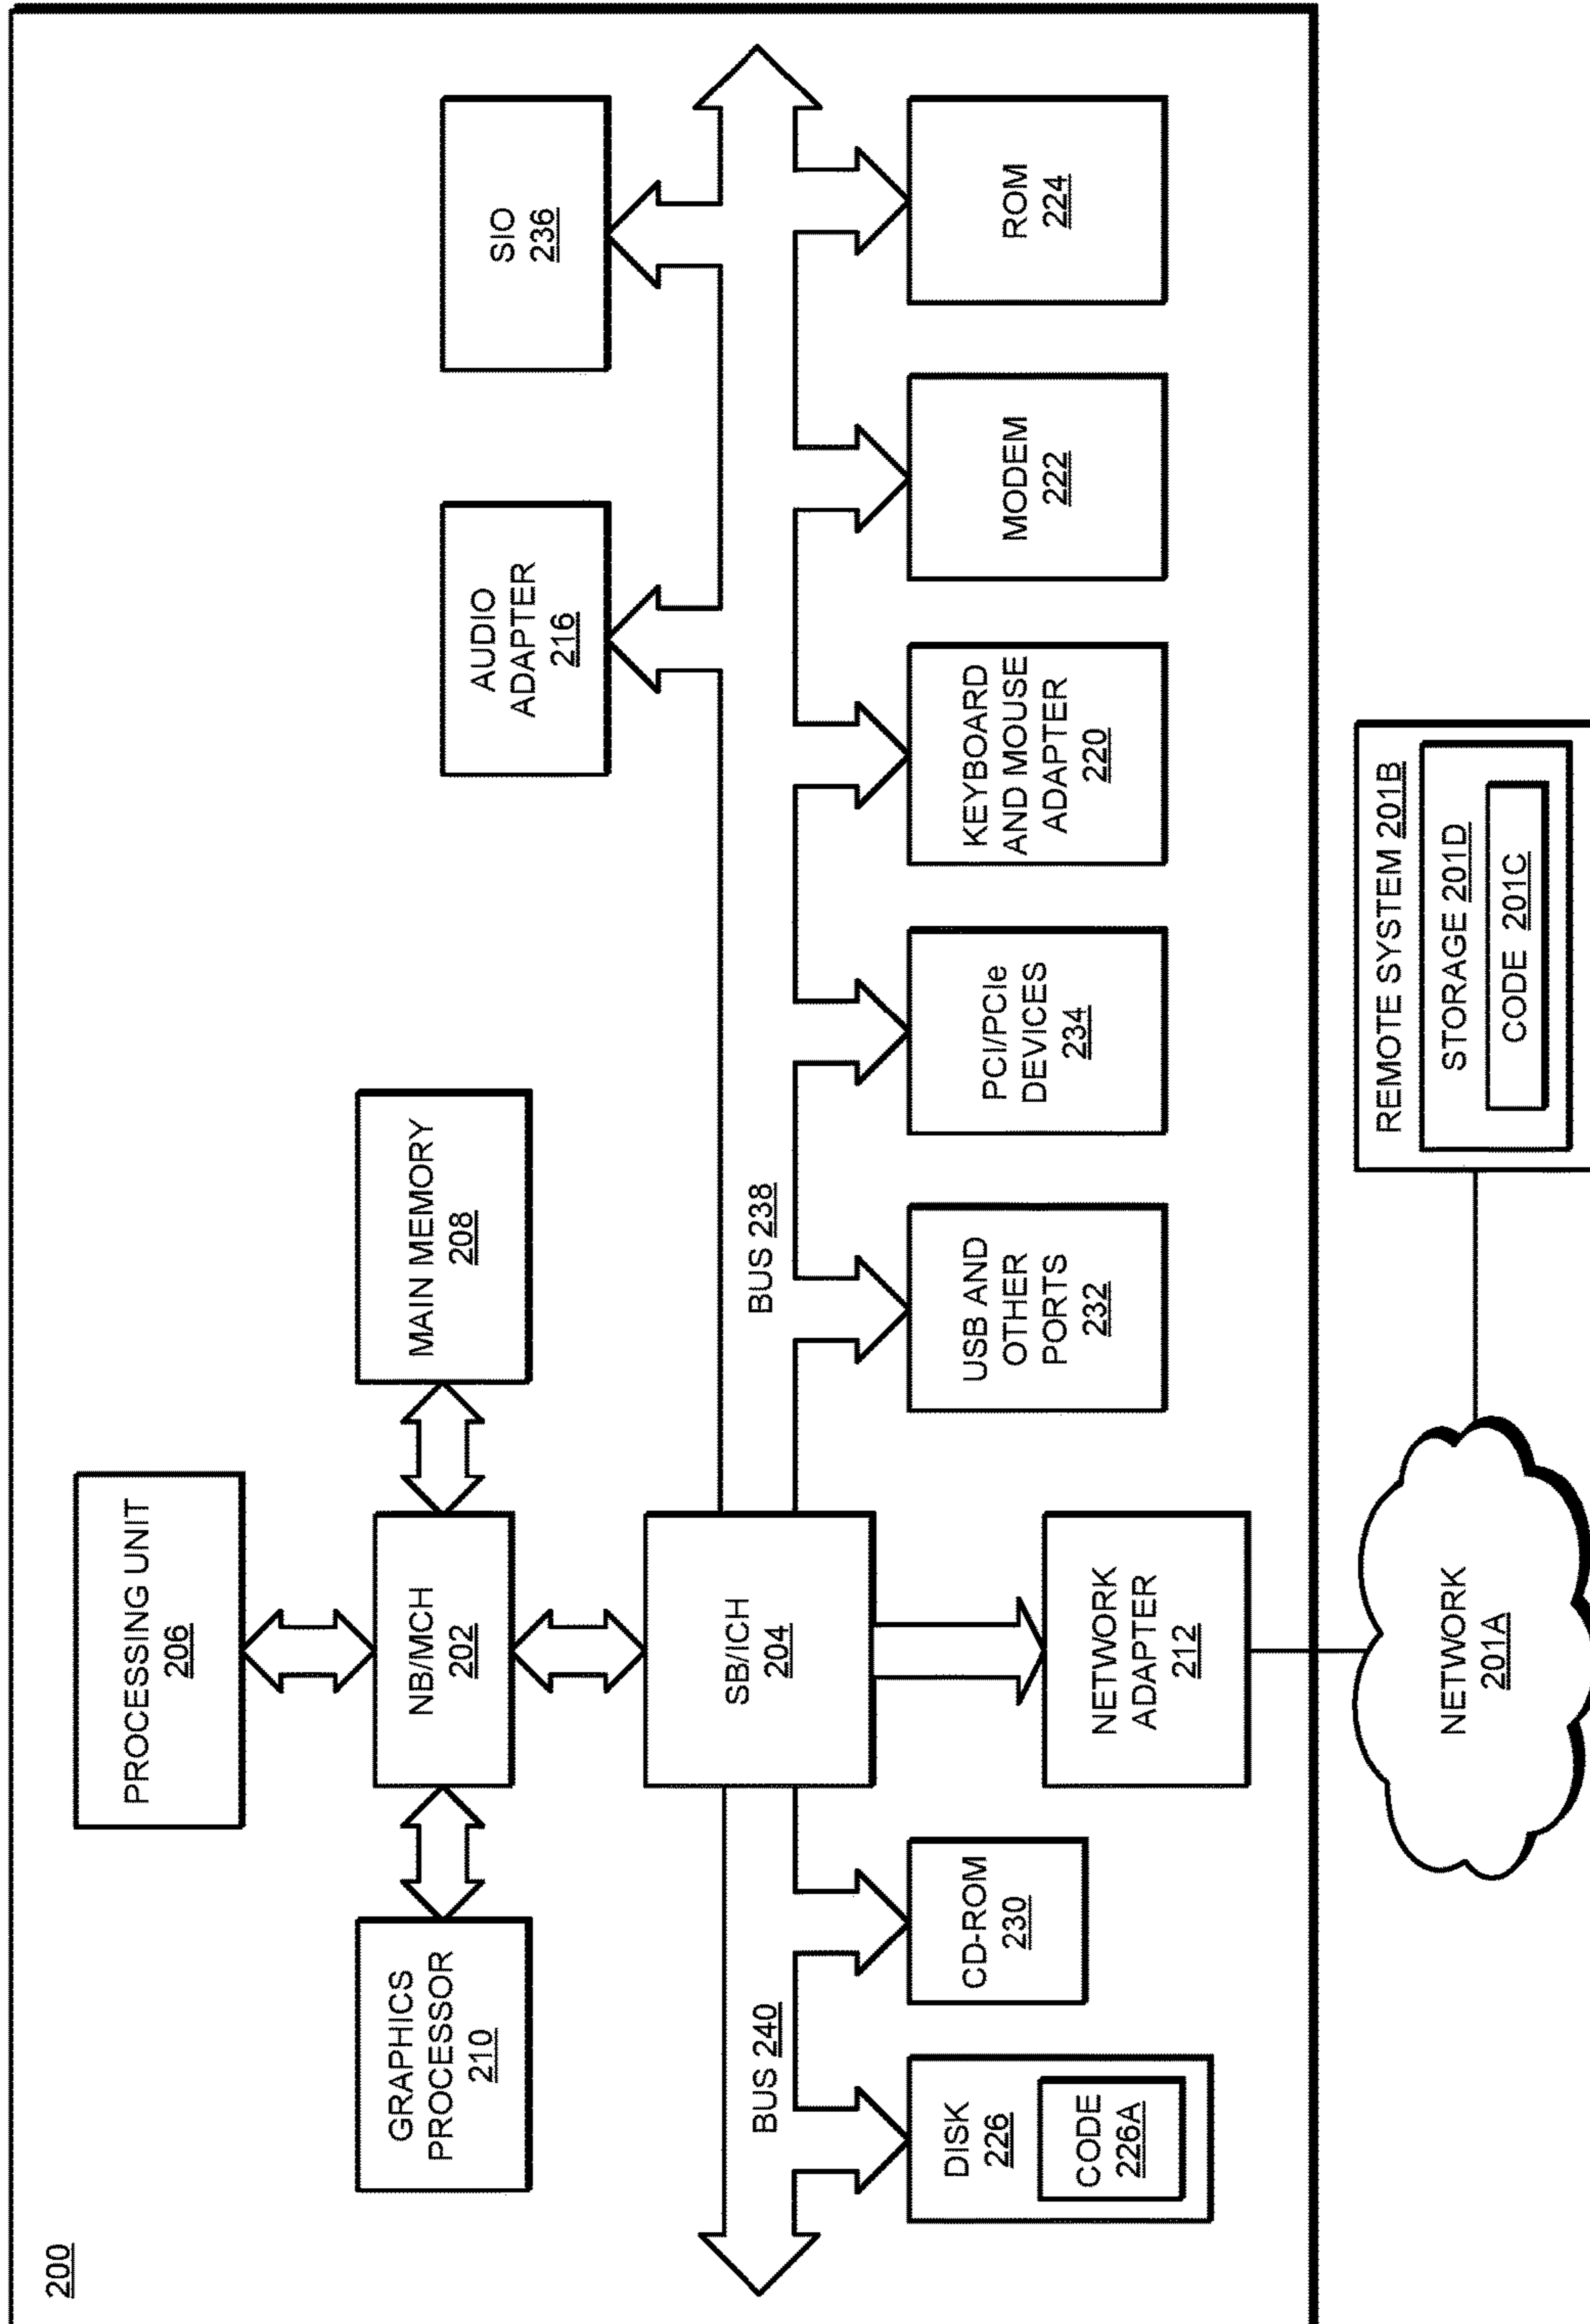 200
PROCESSING UNIT
206
GRAPHICS
PROCESSOR
210
NB/MCH
202
MAIN MEMORY
208
AUDIO
ADAPTER
216
SIO
236
SB/ICH
204
BUS 240
BUS 238
DISK
226
CODE
226A
CD-ROM
230
NETWORK
ADAPTER
212
USB AND
OTHER
PORTS
232
PCI/PCIe
DEVICES
234
KEYBOARD
AND MOUSE
ADAPTER
220
MODEM
222
ROM
224
NETWORK
201A
REMOTE SYSTEM 201B
STORAGE 201D
CODE 201C